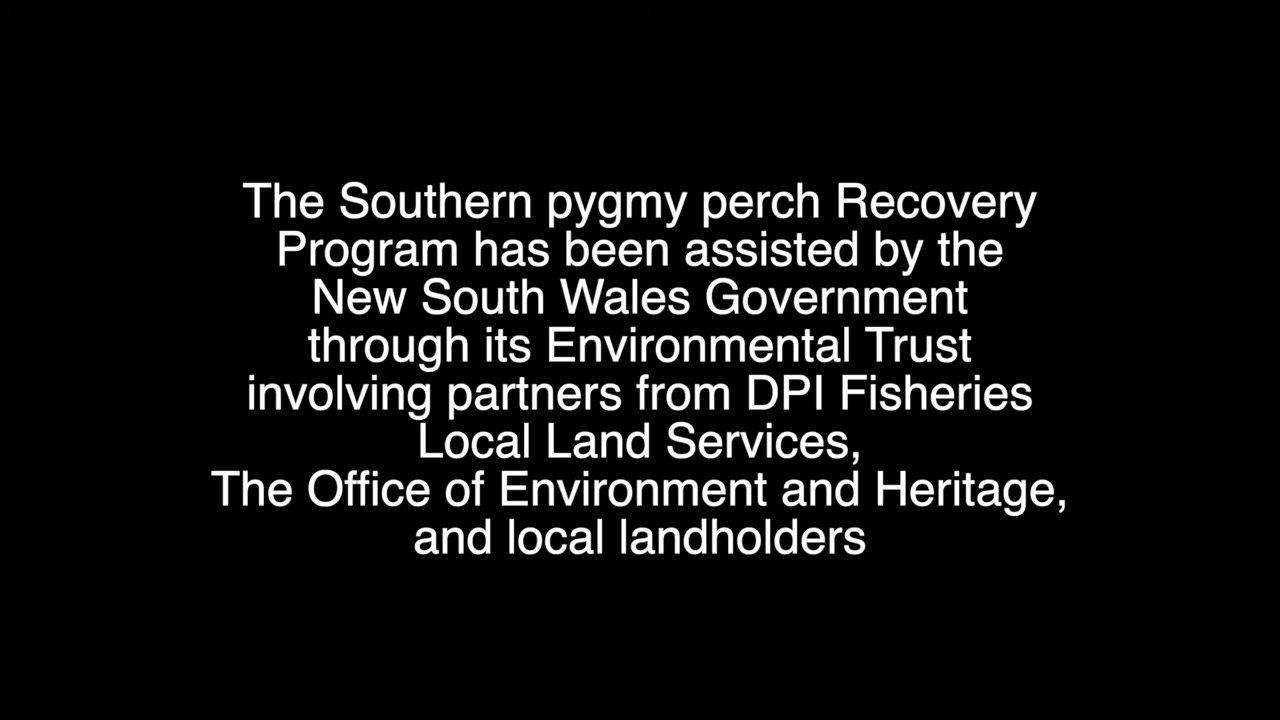 The Southern pygmy perch Recovery
Program has been assisted by the
New South Wales Government
through its Environmental Trust
involving partners from DPI Fisheries
Local Land Services,
The Office of Environment and Heritage,
and local landholders